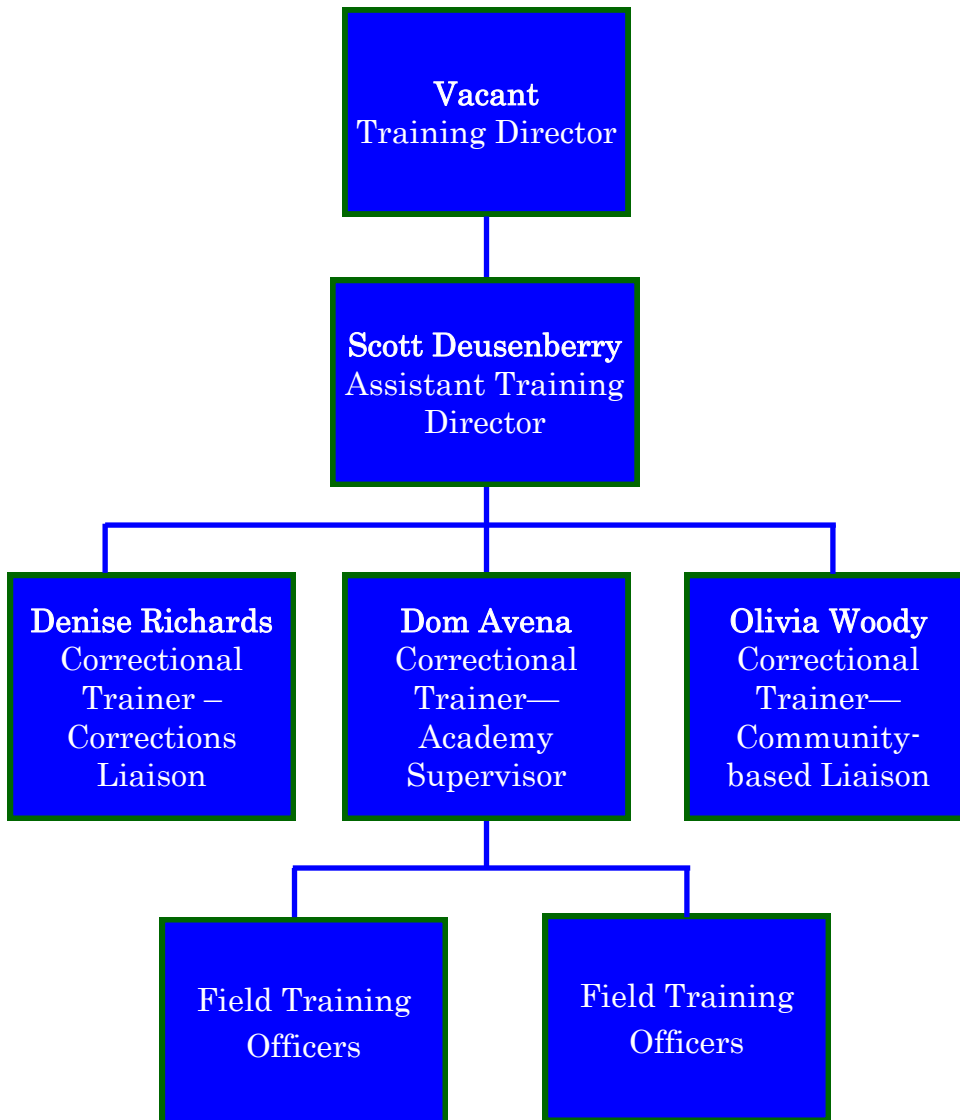 Vacant
Training Director
Scott Deusenberry
Assistant Training
Director
Denise Richards
Correctional
Trainer –
Corrections
Liaison
Dom Avena
Correctional
Trainer—
Academy
Supervisor
Olivia Woody
Correctional
Trainer—
Community-
based Liaison
Field Training
Officers
Field Training
Officers